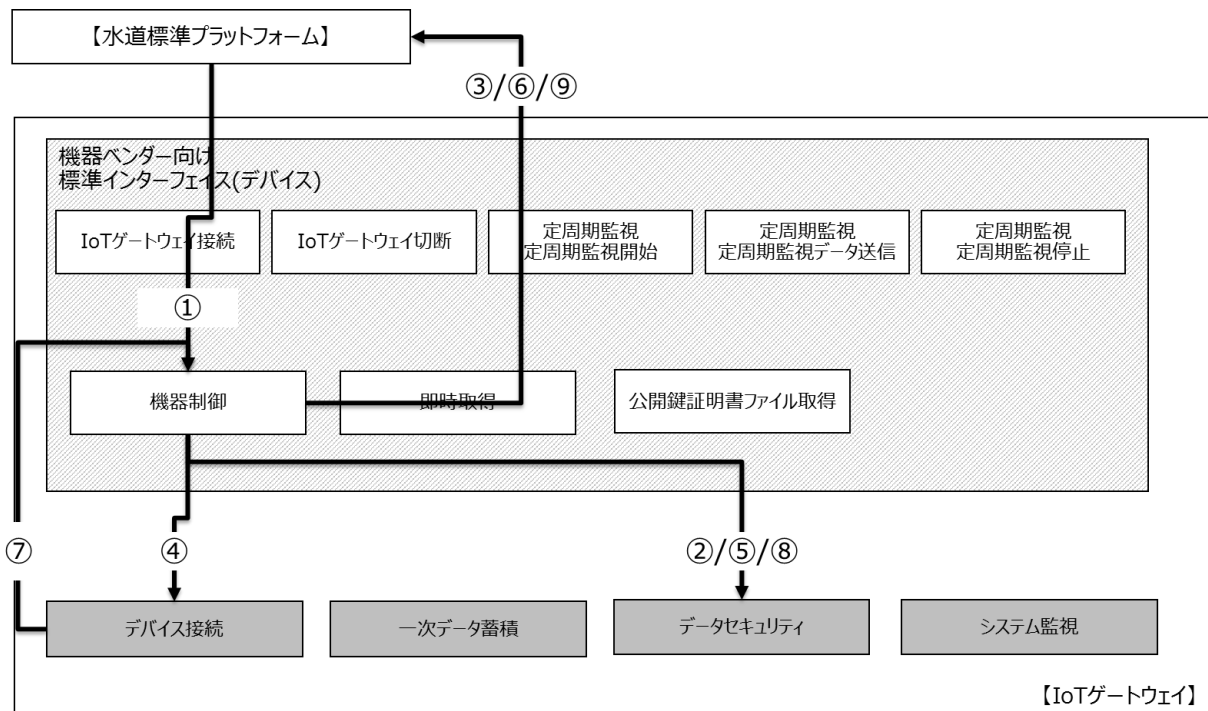 【水道標準プラットフォーム】
③/⑥/⑨
機器ベンダー向け
標準インターフェイス(デバイス)
IoTゲートウェイ接続
IoTゲートウェイ切断
定周期監視
定周期監視開始
定周期監視
定周期監視データ送信
定周期監視
定周期監視停止
①
機器制御
即時取得
公開鍵証明書ファイル取得
⑦
④
②/⑤/⑧
デバイス接続
一次データ蓄積
データセキュリティ
システム監視
【IoTゲートウェイ】